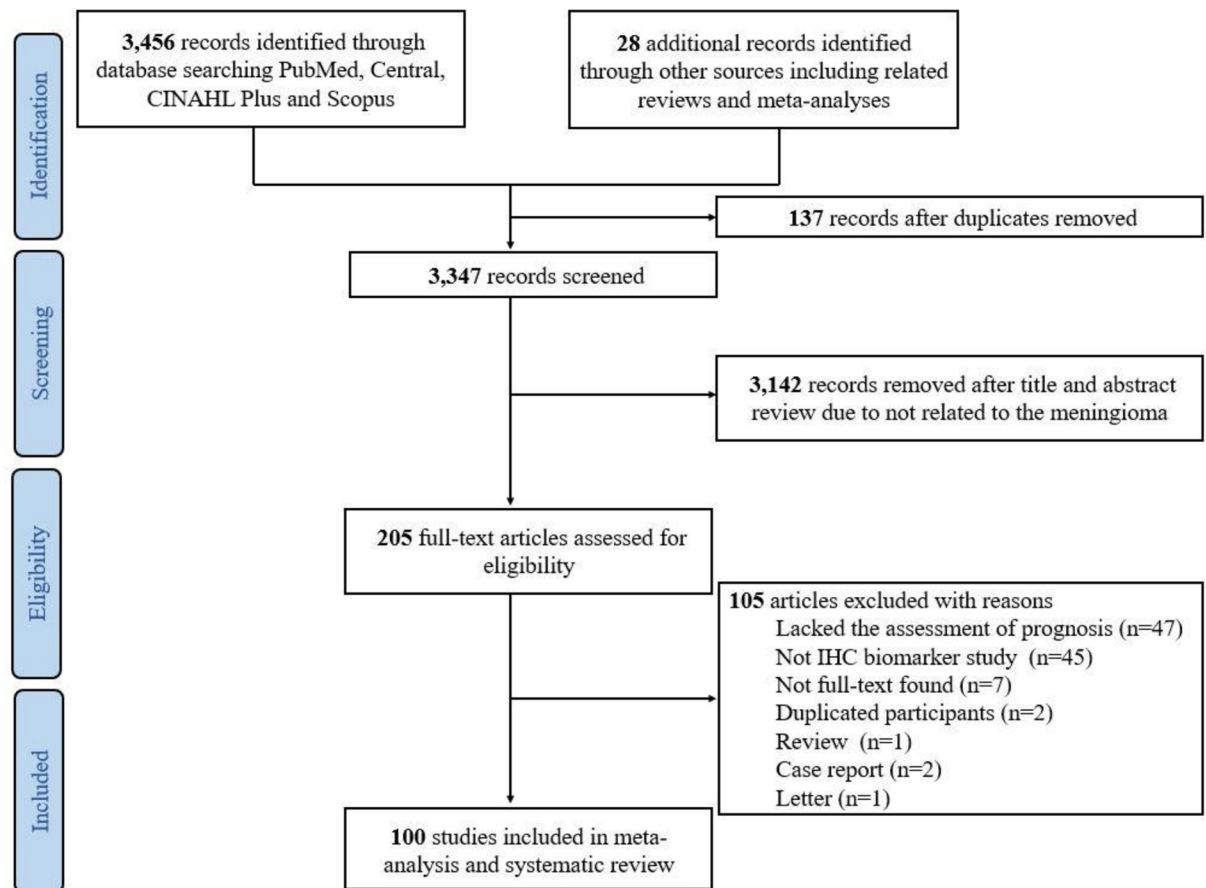 3,456 records identified through
database searching PubMed, Central,
CINAHL Plus and Scopus
28 additional records identified
through other sources including related
reviews and meta-analyses
Identification
137 records after duplicates removed
3,347 records screened
Screening
3,142 records removed after title and abstract
review due to not related to the meningioma
205 full-text articles assessed for
eligibility
Eligibility
105 articles excluded with reasons
Lacked the assessment of prognosis (n=47)
Not IHC biomarker study (n=45)
Not full-text found (n=7)
Duplicated participants (n=2)
Review (n=1)
Case report (n=2)
Letter (n=1)
Included
100 studies included in meta-
analysis and systematic review